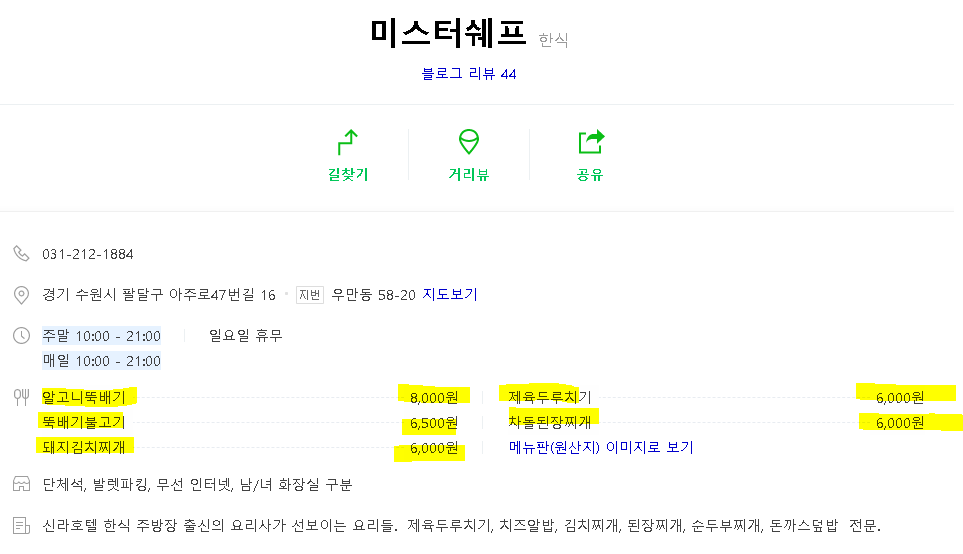 미스터쉐프 한식
블로그 리뷰 44
길찾기
거리뷰
공유
031-212-1884
경기 수원시 팔달구 아주로47번길 16 지번 우만동 58-20 지도보기
주말 10:00 - 21:00 일요일 휴무
매일 10:00 - 21:00
알고니뚝배기 8,000원 제육두루치기 6,000원
뚝배기불고기 6,500원 차돌된장찌개 6,000원
돼지김치찌개 6,000원 메뉴판(원산지) 이미지로 보기
단체석, 발렛파킹, 무선 인터넷, 남/녀 화장실 구분
신라호텔 한식 주방장 출신의 요리사가 선보이는 요리들. 제육두루치기, 치즈알밥, 김치찌개, 된장찌개, 순두부찌개, 돈까스덮밥 전문.